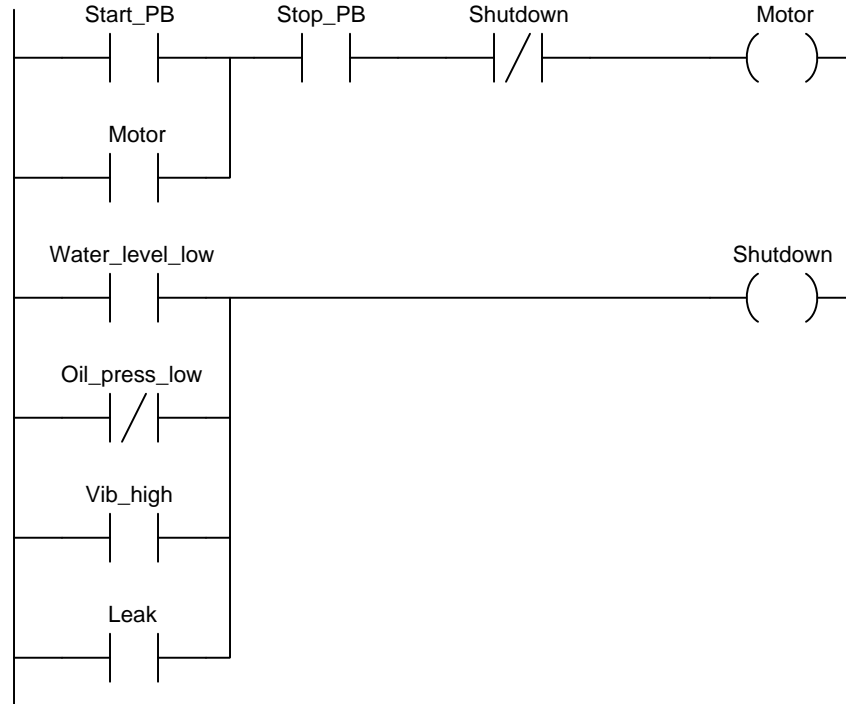 Start_PB Stop_PB Shutdown Motor
Motor
Water_level_low Shutdown
Oil_press_low
Vib_high
Leak